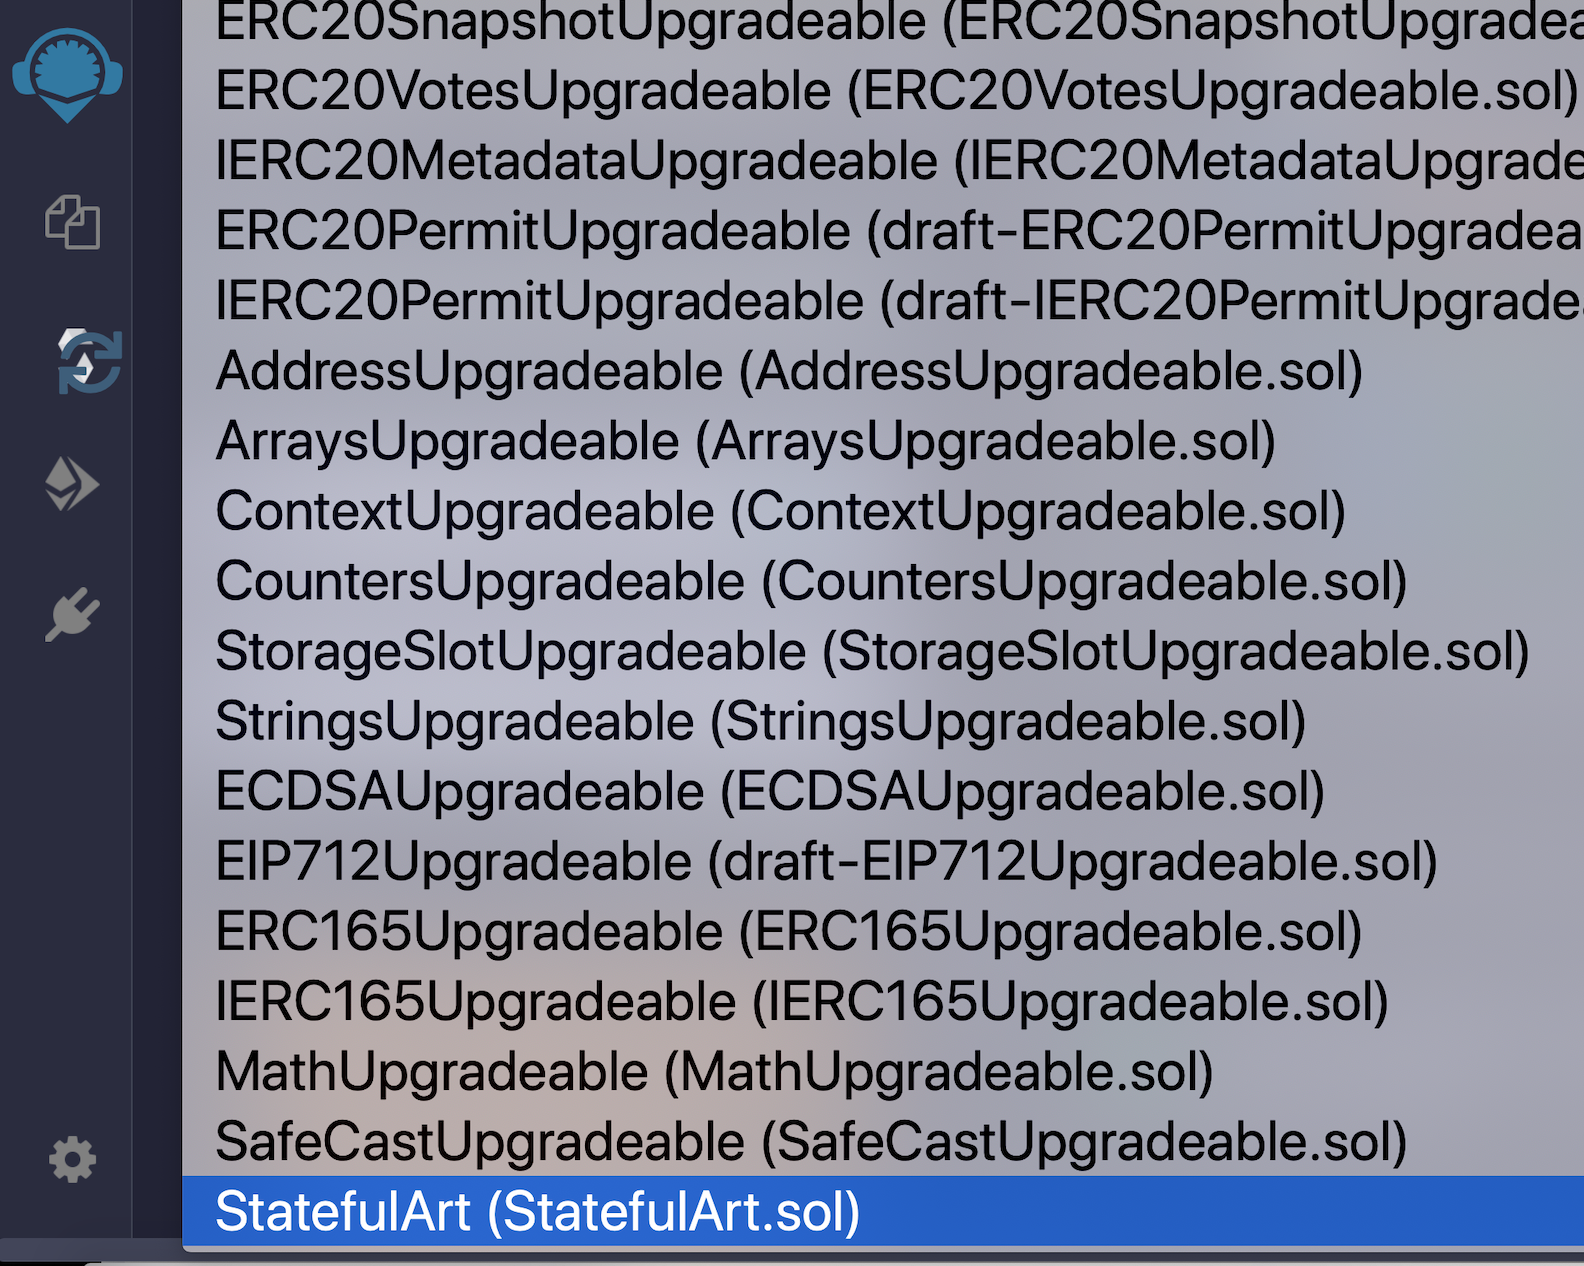 ERC20SnapshotUpgradeable (ERC20SnapshotUpgradea
ERC20VotesUpgradeable (ERC20VotesUpgradeable.sol)
IERC20MetadataUpgradeable (IERC20MetadataUpgrade
ERC20PermitUpgradeable (draft-ERC20PermitUpgradea
IERC20PermitUpgradeable (draft-IERC20PermitUpgrade
AddressUpgradeable (AddressUpgradeable.sol)
ArraysUpgradeable (ArraysUpgradeable.sol)
ContextUpgradeable (ContextUpgradeable.sol)
CountersUpgradeable (CountersUpgradeable.sol)
StorageSlotUpgradeable (StorageSlotUpgradeable.sol)
StringsUpgradeable (StringsUpgradeable.sol)
ECDSAUpgradeable (ECDSAUpgradeable.sol)
EIP712Upgradeable (draft-EIP712Upgradeable.sol)
ERC165Upgradeable (ERC165Upgradeable.sol)
IERC165Upgradeable (IERC165Upgradeable.sol)
MathUpgradeable (MathUpgradeable.sol)
SafeCastUpgradeable (SafeCastUpgradeable.sol)
StatefulArt (StatefulArt.sol)